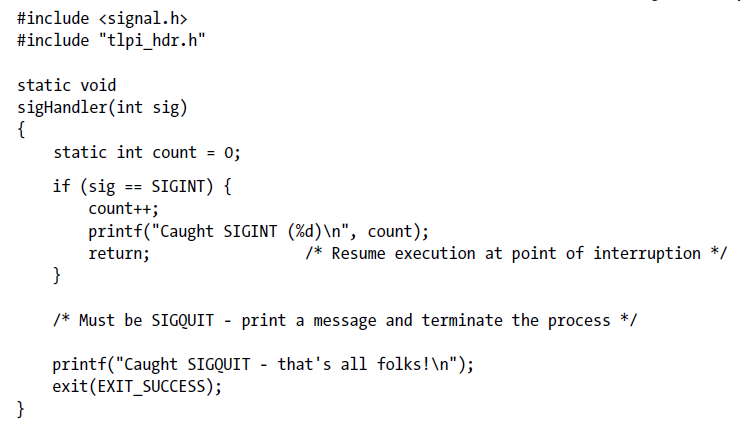 #include <signal.h>
#include "tlpi_hdr.h"

static void
sigHandler(int sig)
{
    static int count = 0;

    if (sig == SIGINT) {
        count++;
        printf("Caught SIGINT (%d)\n", count);
        return;                 /* Resume execution at point of interruption */
    }

    /* Must be SIGQUIT - print a message and terminate the process */

    printf("Caught SIGQUIT - that's all folks!\n");
    exit(EXIT_SUCCESS);
}